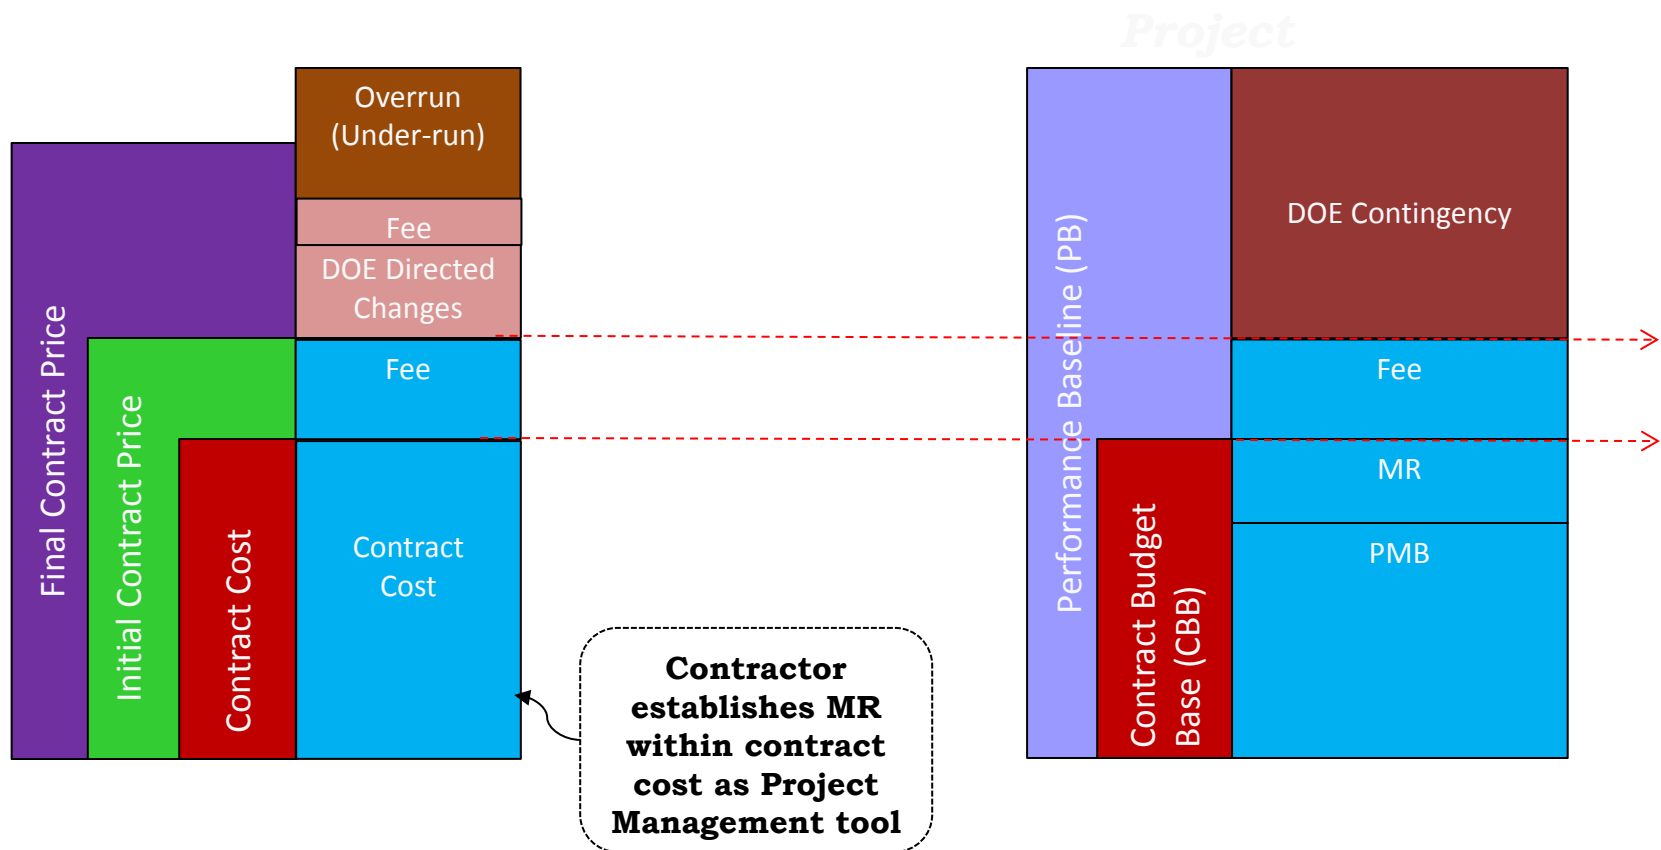 Project
Overrun
(Under-run)
Fee
DOE Directed
Changes
Fee
Contract
Cost
Final Contract Price
Initial Contract Price
Contract Cost
Contractor
establishes MR
within contract
cost as Project
Management tool
Performance Baseline (PB)
Contract Budget
Base (CBB)
DOE Contingency
Fee
MR
PMB